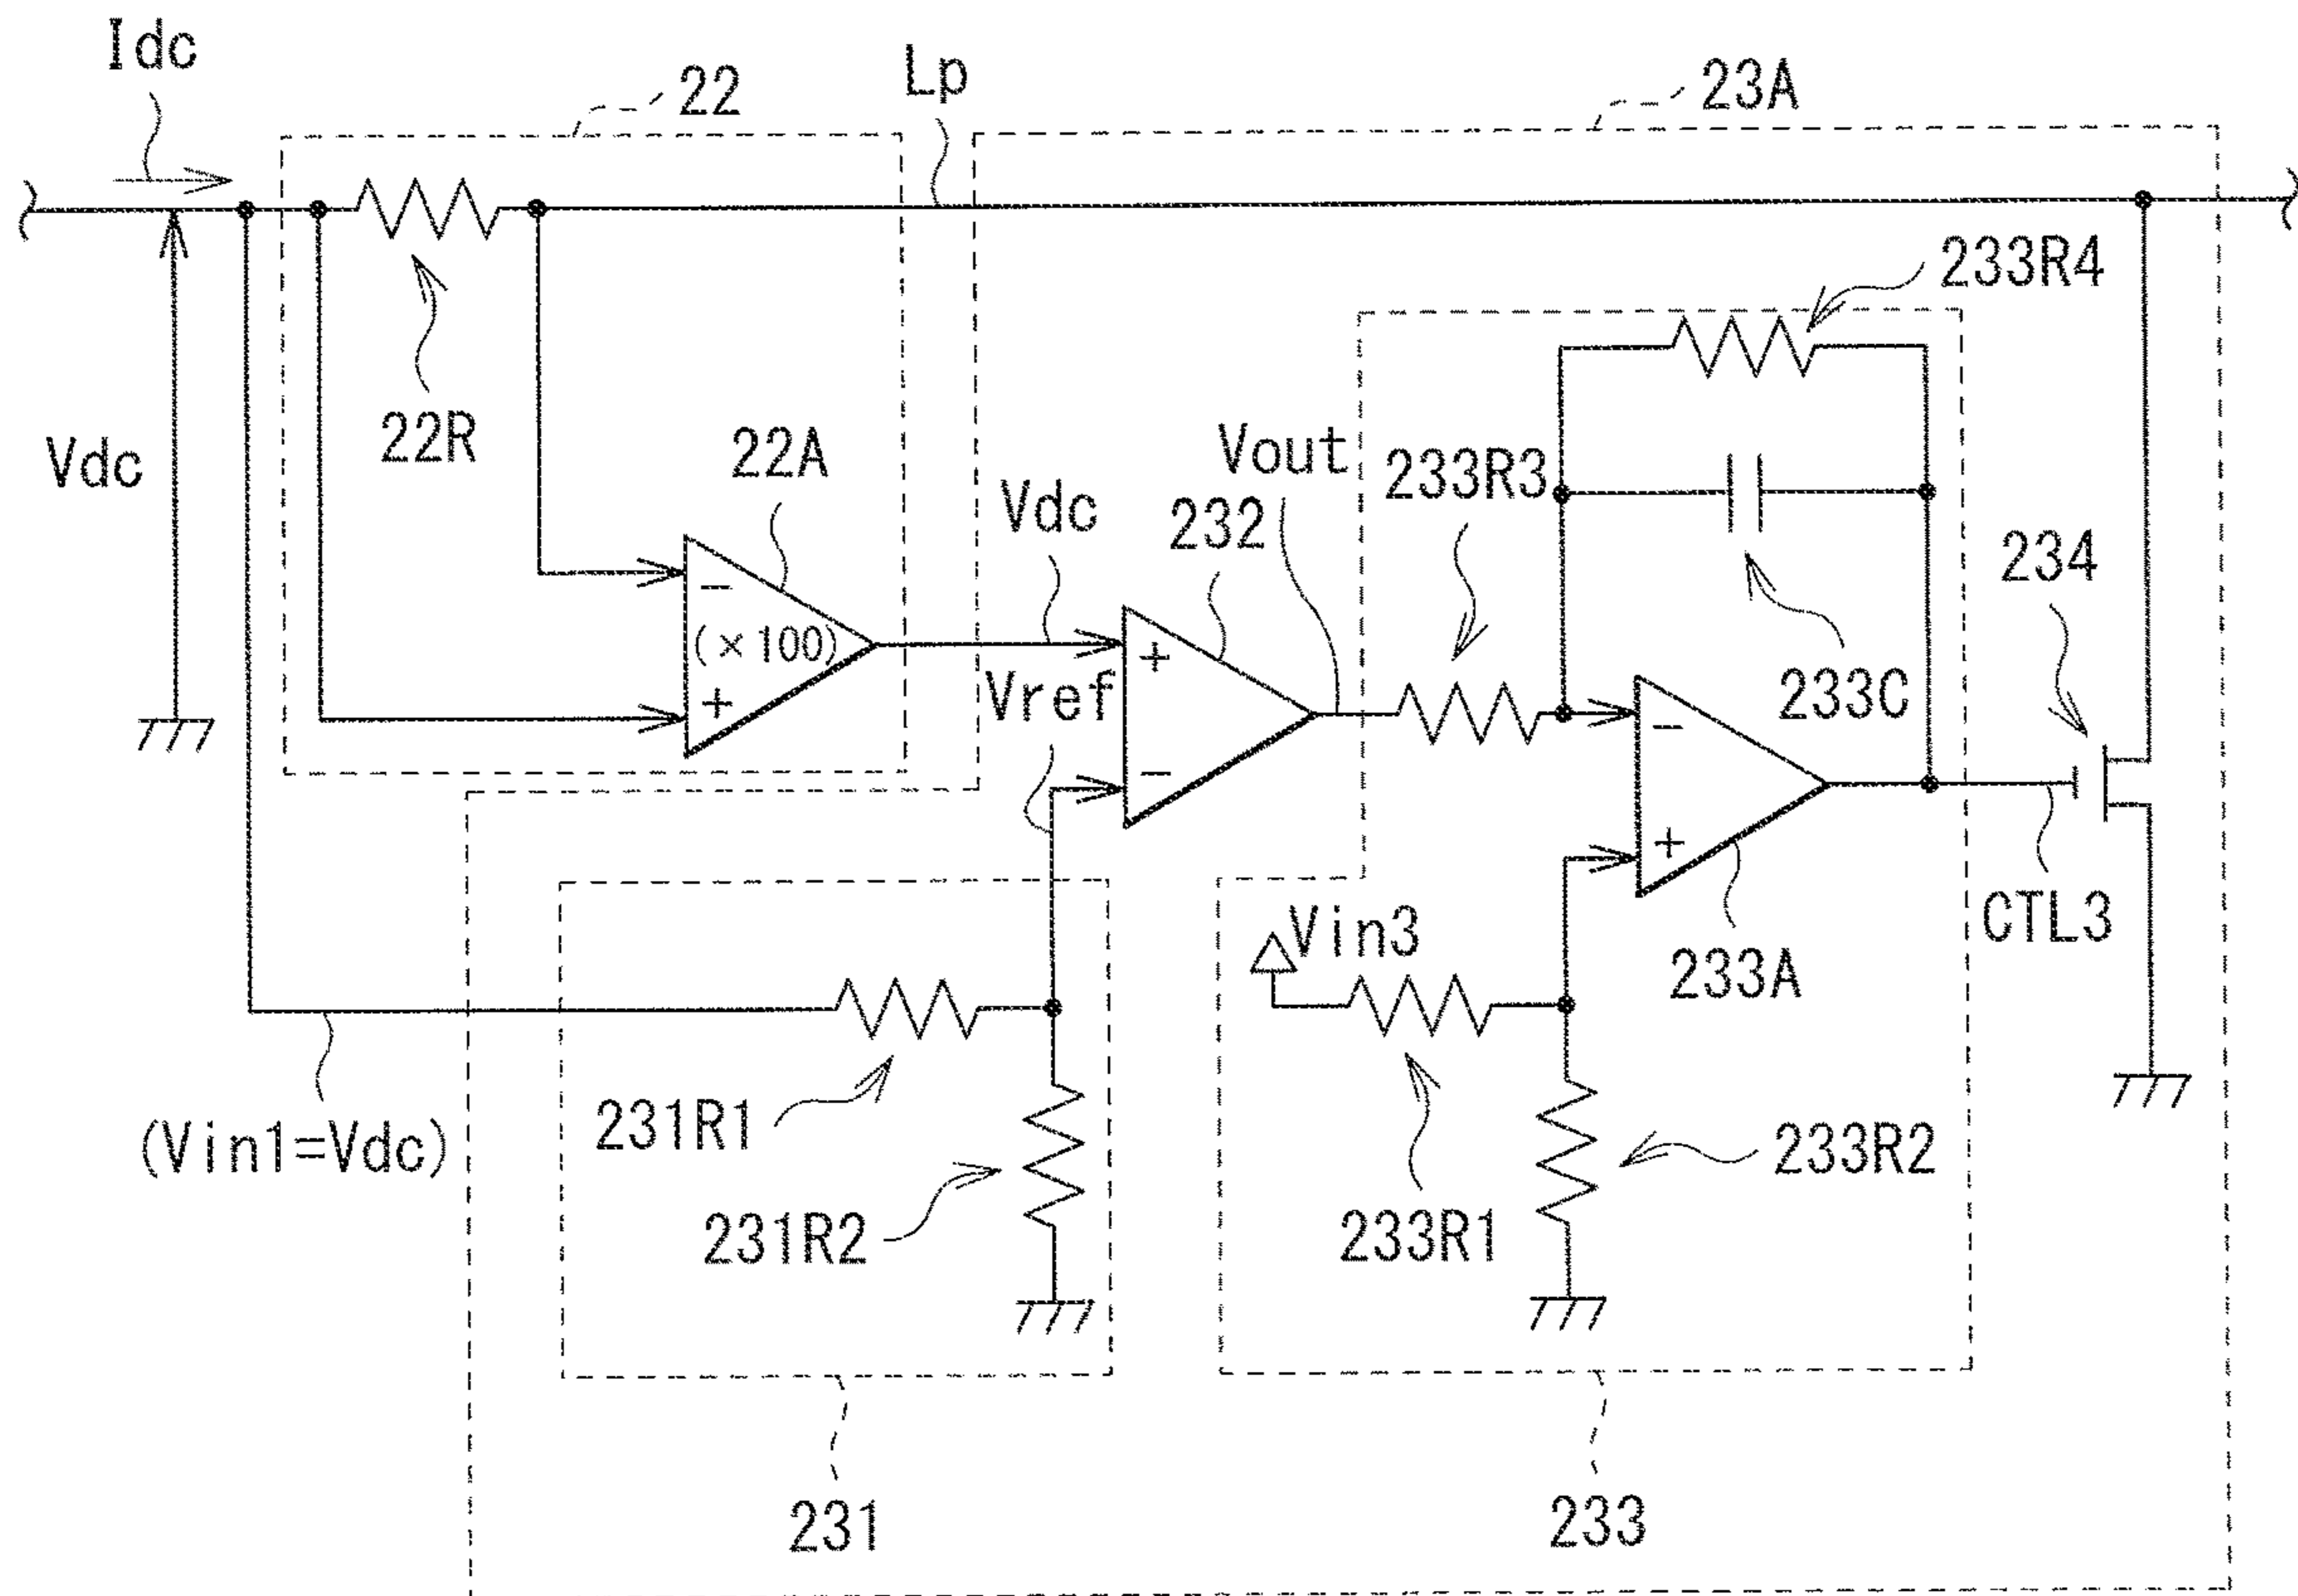 Idc
22
Lp
23A
233R4
22R
Vdc
22A
Vdc
Vout
232
233R3
234
−
(×100)
+
Vref
+
−
233C
−
+
CTL3
Vin3
233A
(Vin1=Vdc)
231R1
231R2
233R1
233R2
231
233